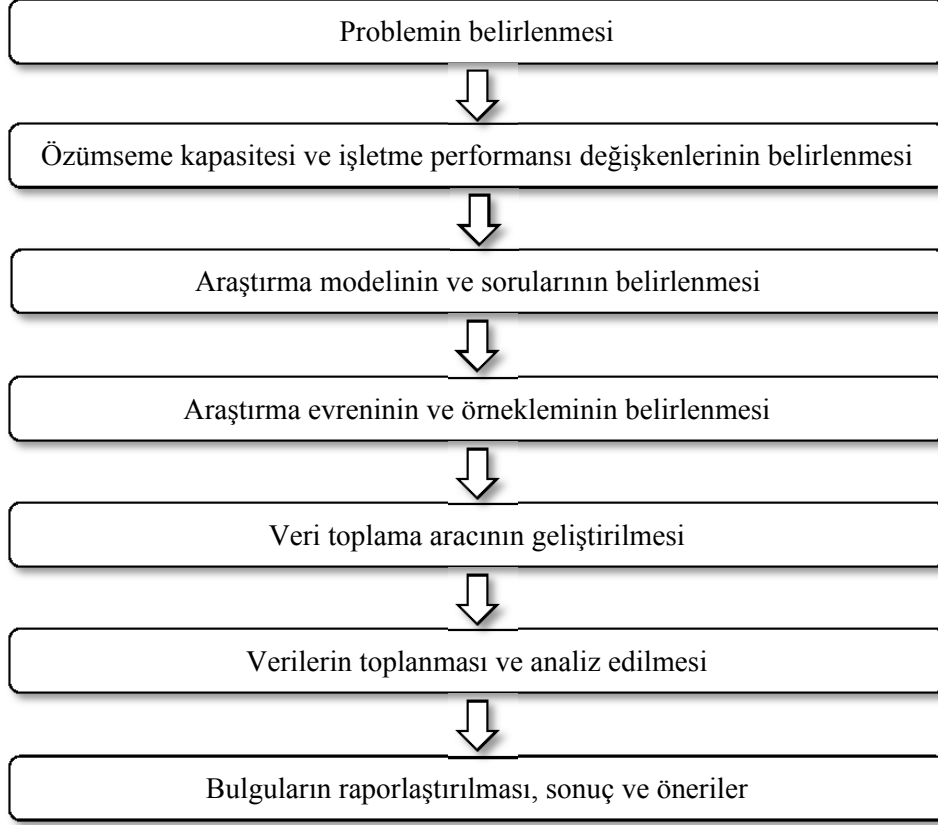 Problemin belirlenmesi
Özümseme kapasitesi ve işletme performansı değişkenlerinin belirlenmesi
Araştırma modelinin ve sorularının belirlenmesi
Araştırma evreninin ve örnekleminin belirlenmesi
Veri toplama aracının geliştirilmesi
Verilerin toplanması ve analiz edilmesi
Bulguların raporlaştırılması, sonuç ve öneriler